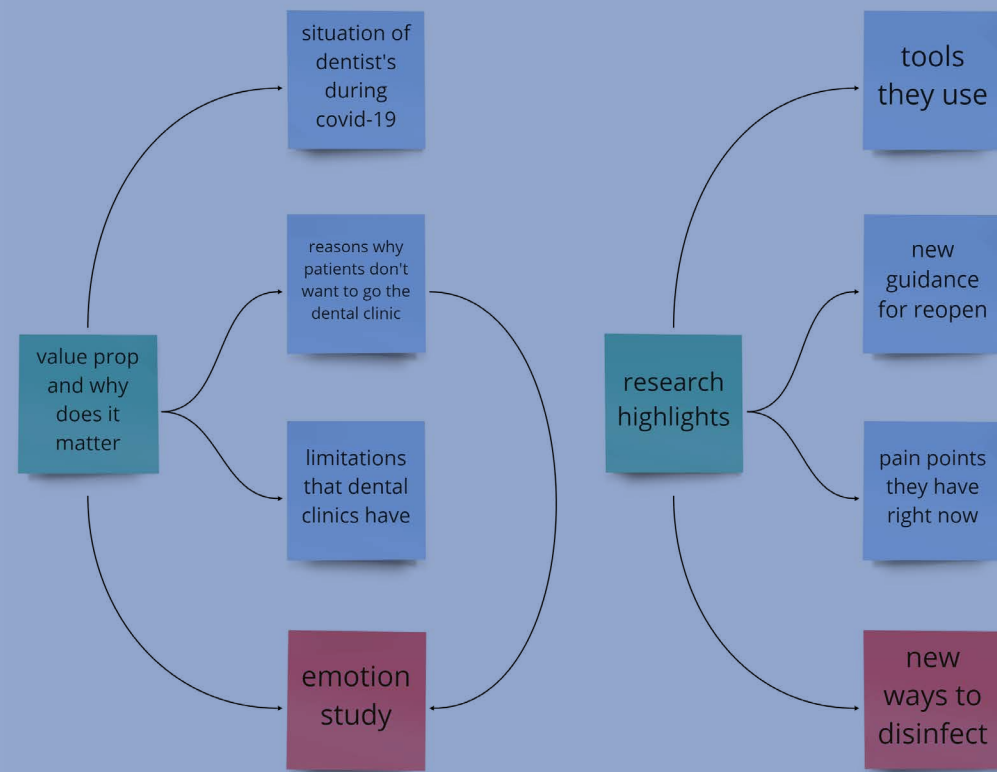 situation of
dentist's
during
covid-19
reasons why
patients don't
want to go the
dental clinic
value prop
and why
does it
matter
limitations
that dental
clinics have
emotion
study
tools
they use
new
guidance
for reopen
research
highlights
pain points
they have
right now
new
ways to
disinfect